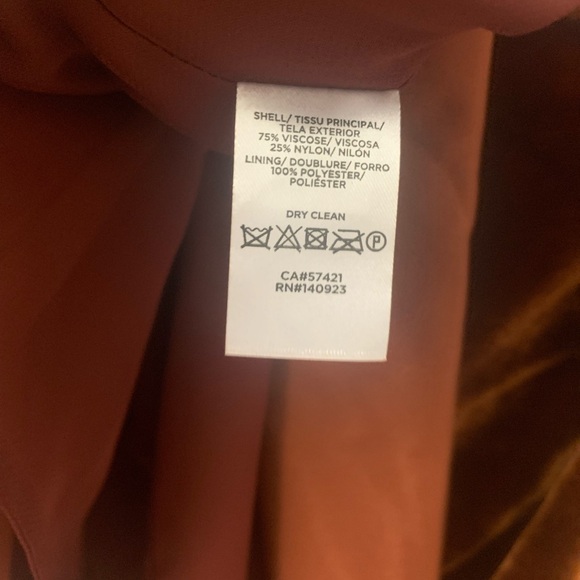 SHELL/ TISSU PRINCIPAL/
TELA EXTERIOR
75% VISCOSE/ VISCOSA
25% NYLON/ NILÓN
LINING/ DOUBLURE/ FORRO
100% POLYESTER/
POLIÉSTER
DRY CLEAN
P
CA#57421
RN#140923